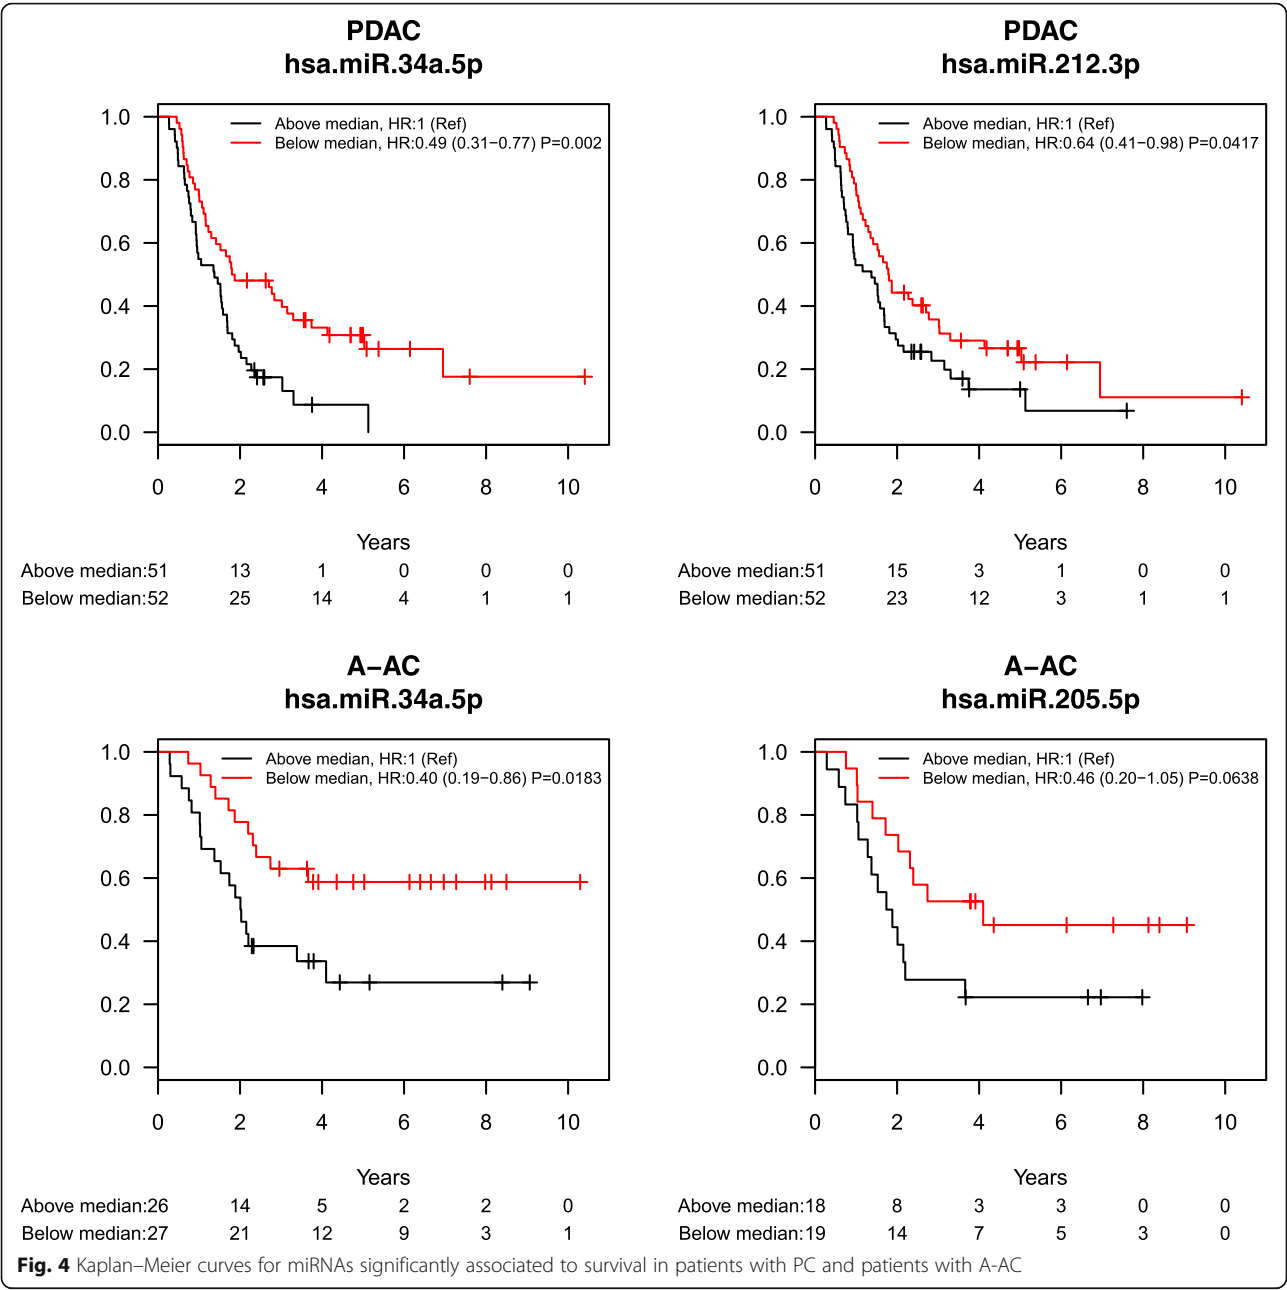 PDAC
hsa.miR.34a.5p
Above median, HR:1 (Ref)
Below median, HR:0.49 (0.31−0.77) P=0.002
1.0
0.8
0.6
0.4
0.2
0.0
0 2 4 6 8 10
Years
Above median:51 13 1 0 0 0
Below median:52 25 14 4 1 1
PDAC
hsa.miR.212.3p
Above median, HR:1 (Ref)
Below median, HR:0.64 (0.41−0.98) P=0.0417
1.0
0.8
0.6
0.4
0.2
0.0
0 2 4 6 8 10
Years
Above median:51 15 3 1 0 0
Below median:52 23 12 3 1 1
A−AC
hsa.miR.34a.5p
Above median, HR:1 (Ref)
Below median, HR:0.40 (0.19−0.86) P=0.0183
1.0
0.8
0.6
0.4
0.2
0.0
0 2 4 6 8 10
Years
Above median:26 14 5 2 2 0
Below median:27 21 12 9 3 1
A−AC
hsa.miR.205.5p
Above median, HR:1 (Ref)
Below median, HR:0.46 (0.20−1.05) P=0.0638
1.0
0.8
0.6
0.4
0.2
0.0
0 2 4 6 8 10
Years
Above median:18 8 3 3 0 0
Below median:19 14 7 5 3 0
Fig. 4 Kaplan–Meier curves for miRNAs significantly associated to survival in patients with PC and patients with A-AC